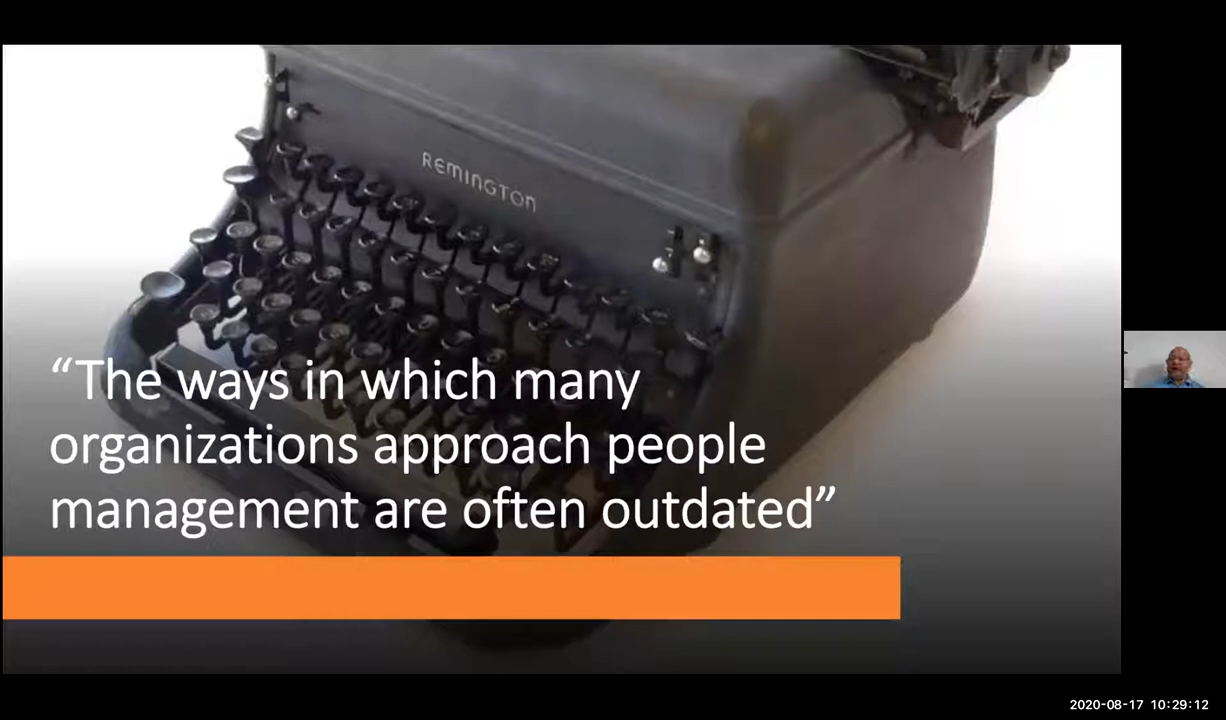 REMINGTON
“The ways in which many
organizations approach people
management are often outdated”
2020-08-17 10:29:12